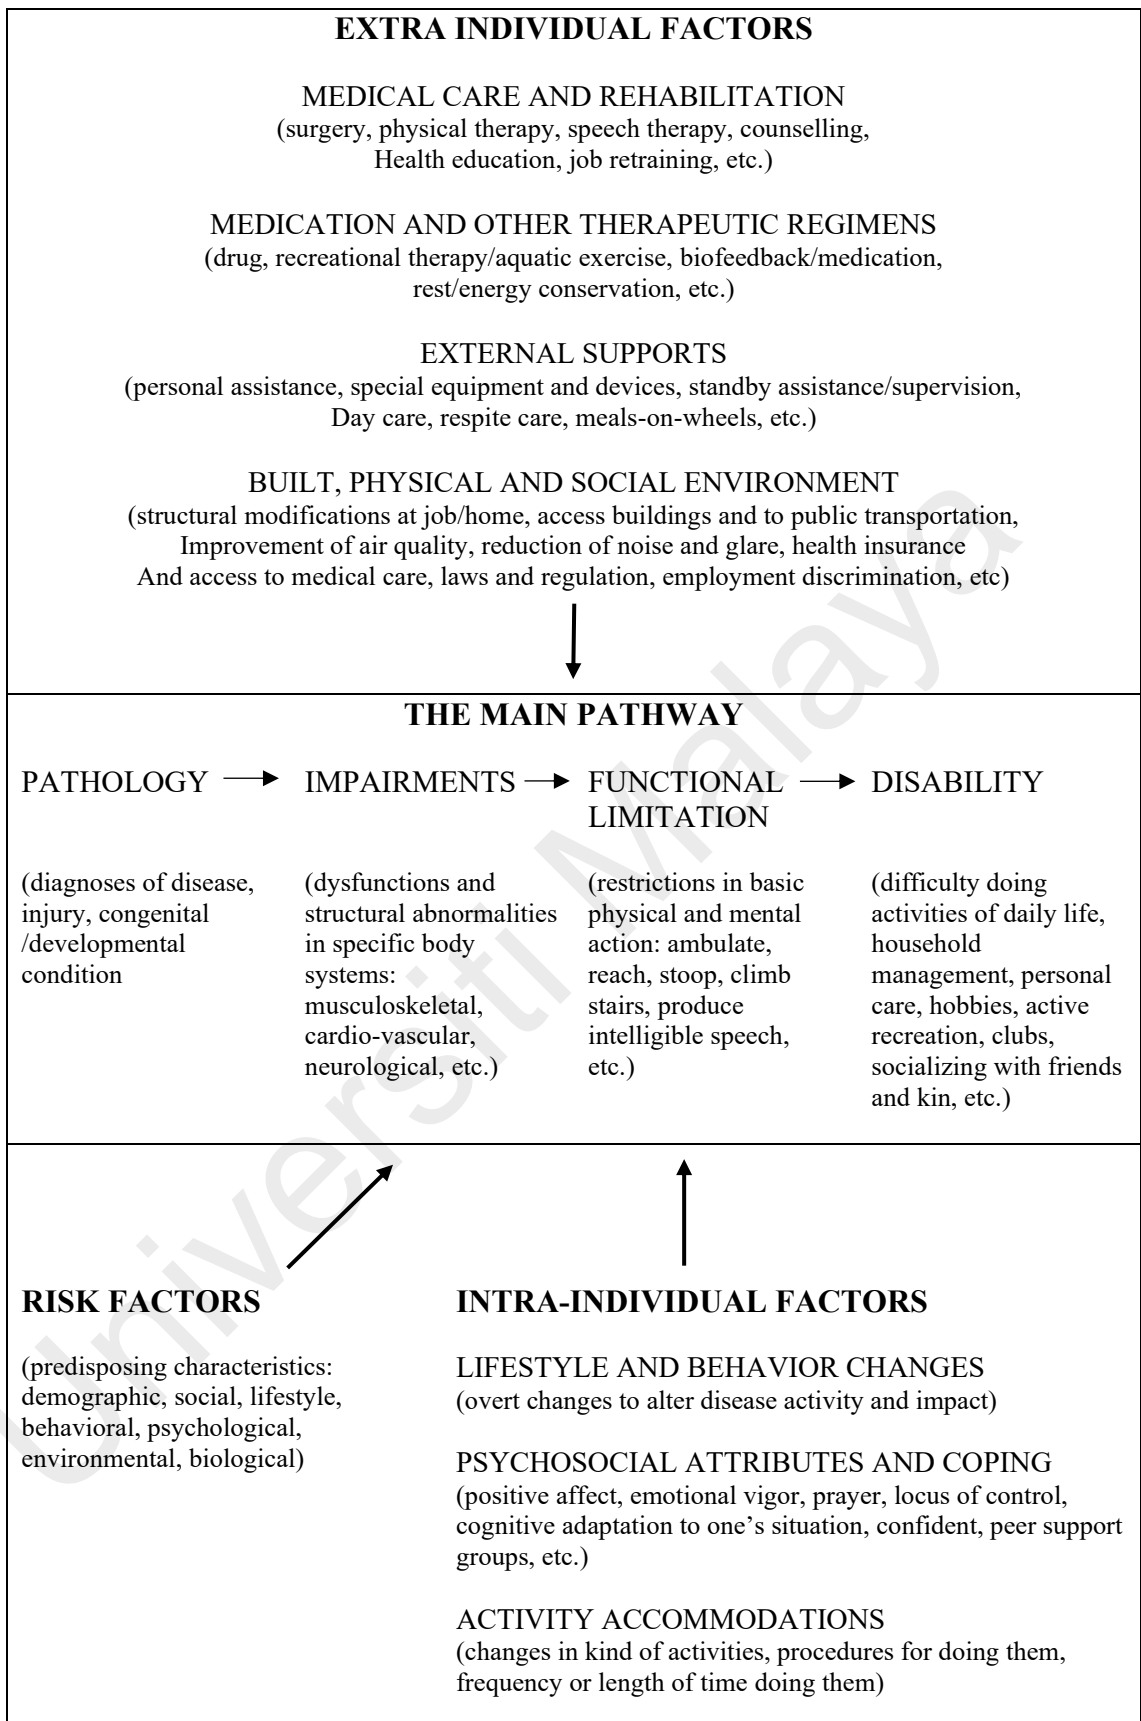 EXTRA INDIVIDUAL FACTORS
MEDICAL CARE AND REHABILITATION
(surgery, physical therapy, speech therapy, counselling,
Health education, job retraining, etc.)
MEDICATION AND OTHER THERAPEUTIC REGIMENS
(drug, recreational therapy/aquatic exercise, biofeedback/medication,
rest/energy conservation, etc.)
EXTERNAL SUPPORTS
(personal assistance, special equipment and devices, standby assistance/supervision,
Day care, respite care, meals-on-wheels, etc.)
BUILT, PHYSICAL AND SOCIAL ENVIRONMENT
(structural modifications at job/home, access buildings and to public transportation,
Improvement of air quality, reduction of noise and glare, health insurance
And access to medical care, laws and regulation, employment discrimination, etc)
THE MAIN PATHWAY
PATHOLOGY
(diagnoses of disease,
injury, congenital
/developmental
condition
IMPAIRMENTS
(dysfunctions and
structural abnormalities
in specific body
systems:
musculoskeletal,
cardio-vascular,
neurological, etc.)
FUNCTIONAL
LIMITATION
(restrictions in basic
physical and mental
action: ambulate,
reach, stoop, climb
stairs, produce
intelligible speech,
etc.)
DISABILITY
(difficulty doing
activities of daily life,
household
management, personal
care, hobbies, active
recreation, clubs,
socializing with friends
and kin, etc.)
RISK FACTORS
(predisposing characteristics:
demographic, social, lifestyle,
behavioral, psychological,
environmental, biological)
INTRA-INDIVIDUAL FACTORS
LIFESTYLE AND BEHAVIOR CHANGES
(overt changes to alter disease activity and impact)
PSYCHOSOCIAL ATTRIBUTES AND COPING
(positive affect, emotional vigor, prayer, locus of control,
cognitive adaptation to one's situation, confident, peer support
groups, etc.)
ACTIVITY ACCOMMODATIONS
(changes in kind of activities, procedures for doing them,
frequency or length of time doing them)
Universiti Malaya